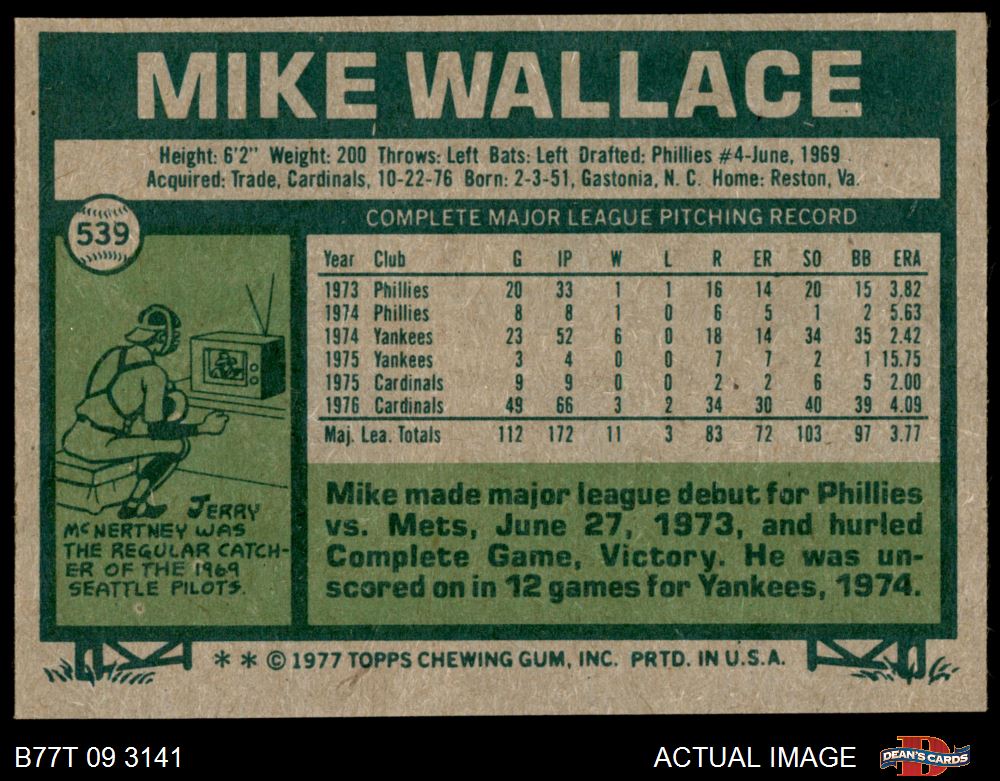 MIKE WALLACE
Height: 6'2" Weight: 200 Throws: Left Bats: Left Drafted: Phillies #4-June, 1969
Acquired: Trade, Cardinals, 10-22-76 Born: 2-3-51, Gastonia, N. C. Home: Reston, Va.
539
COMPLETE MAJOR LEAGUE PITCHING RECORD
Year Club G IP W L R ER SO BB ERA
1973 Phillies 20 33 1 1 16 14 20 15 3.82
1974 Phillies 8 8 1 0 6 5 1 2 5.63
1974 Yankees 23 52 6 0 18 14 34 35 2.42
1975 Yankees 3 4 0 0 7 7 2 1 15.75
1975 Cardinals 9 9 0 0 2 2 6 5 2.00
1976 Cardinals 49 66 3 2 34 30 40 39 4.09
Maj. Lea. Totals 112 172 11 3 83 72 103 97 3.77
JERRY
MCNERTNEY WAS
THE REGULAR CATCH-
ER OF THE 1969
SEATTLE PILOTS.
Mike made major league debut for Phillies
vs. Mets, June 27, 1973, and hurled
Complete Game, Victory. He was un-
scored on in 12 games for Yankees, 1974.
* * © 1977 TOPPS CHEWING GUM, INC. PRTD. IN U.S.A.
B77T 09 3141
ACTUAL IMAGE
DEAN'S CARDS